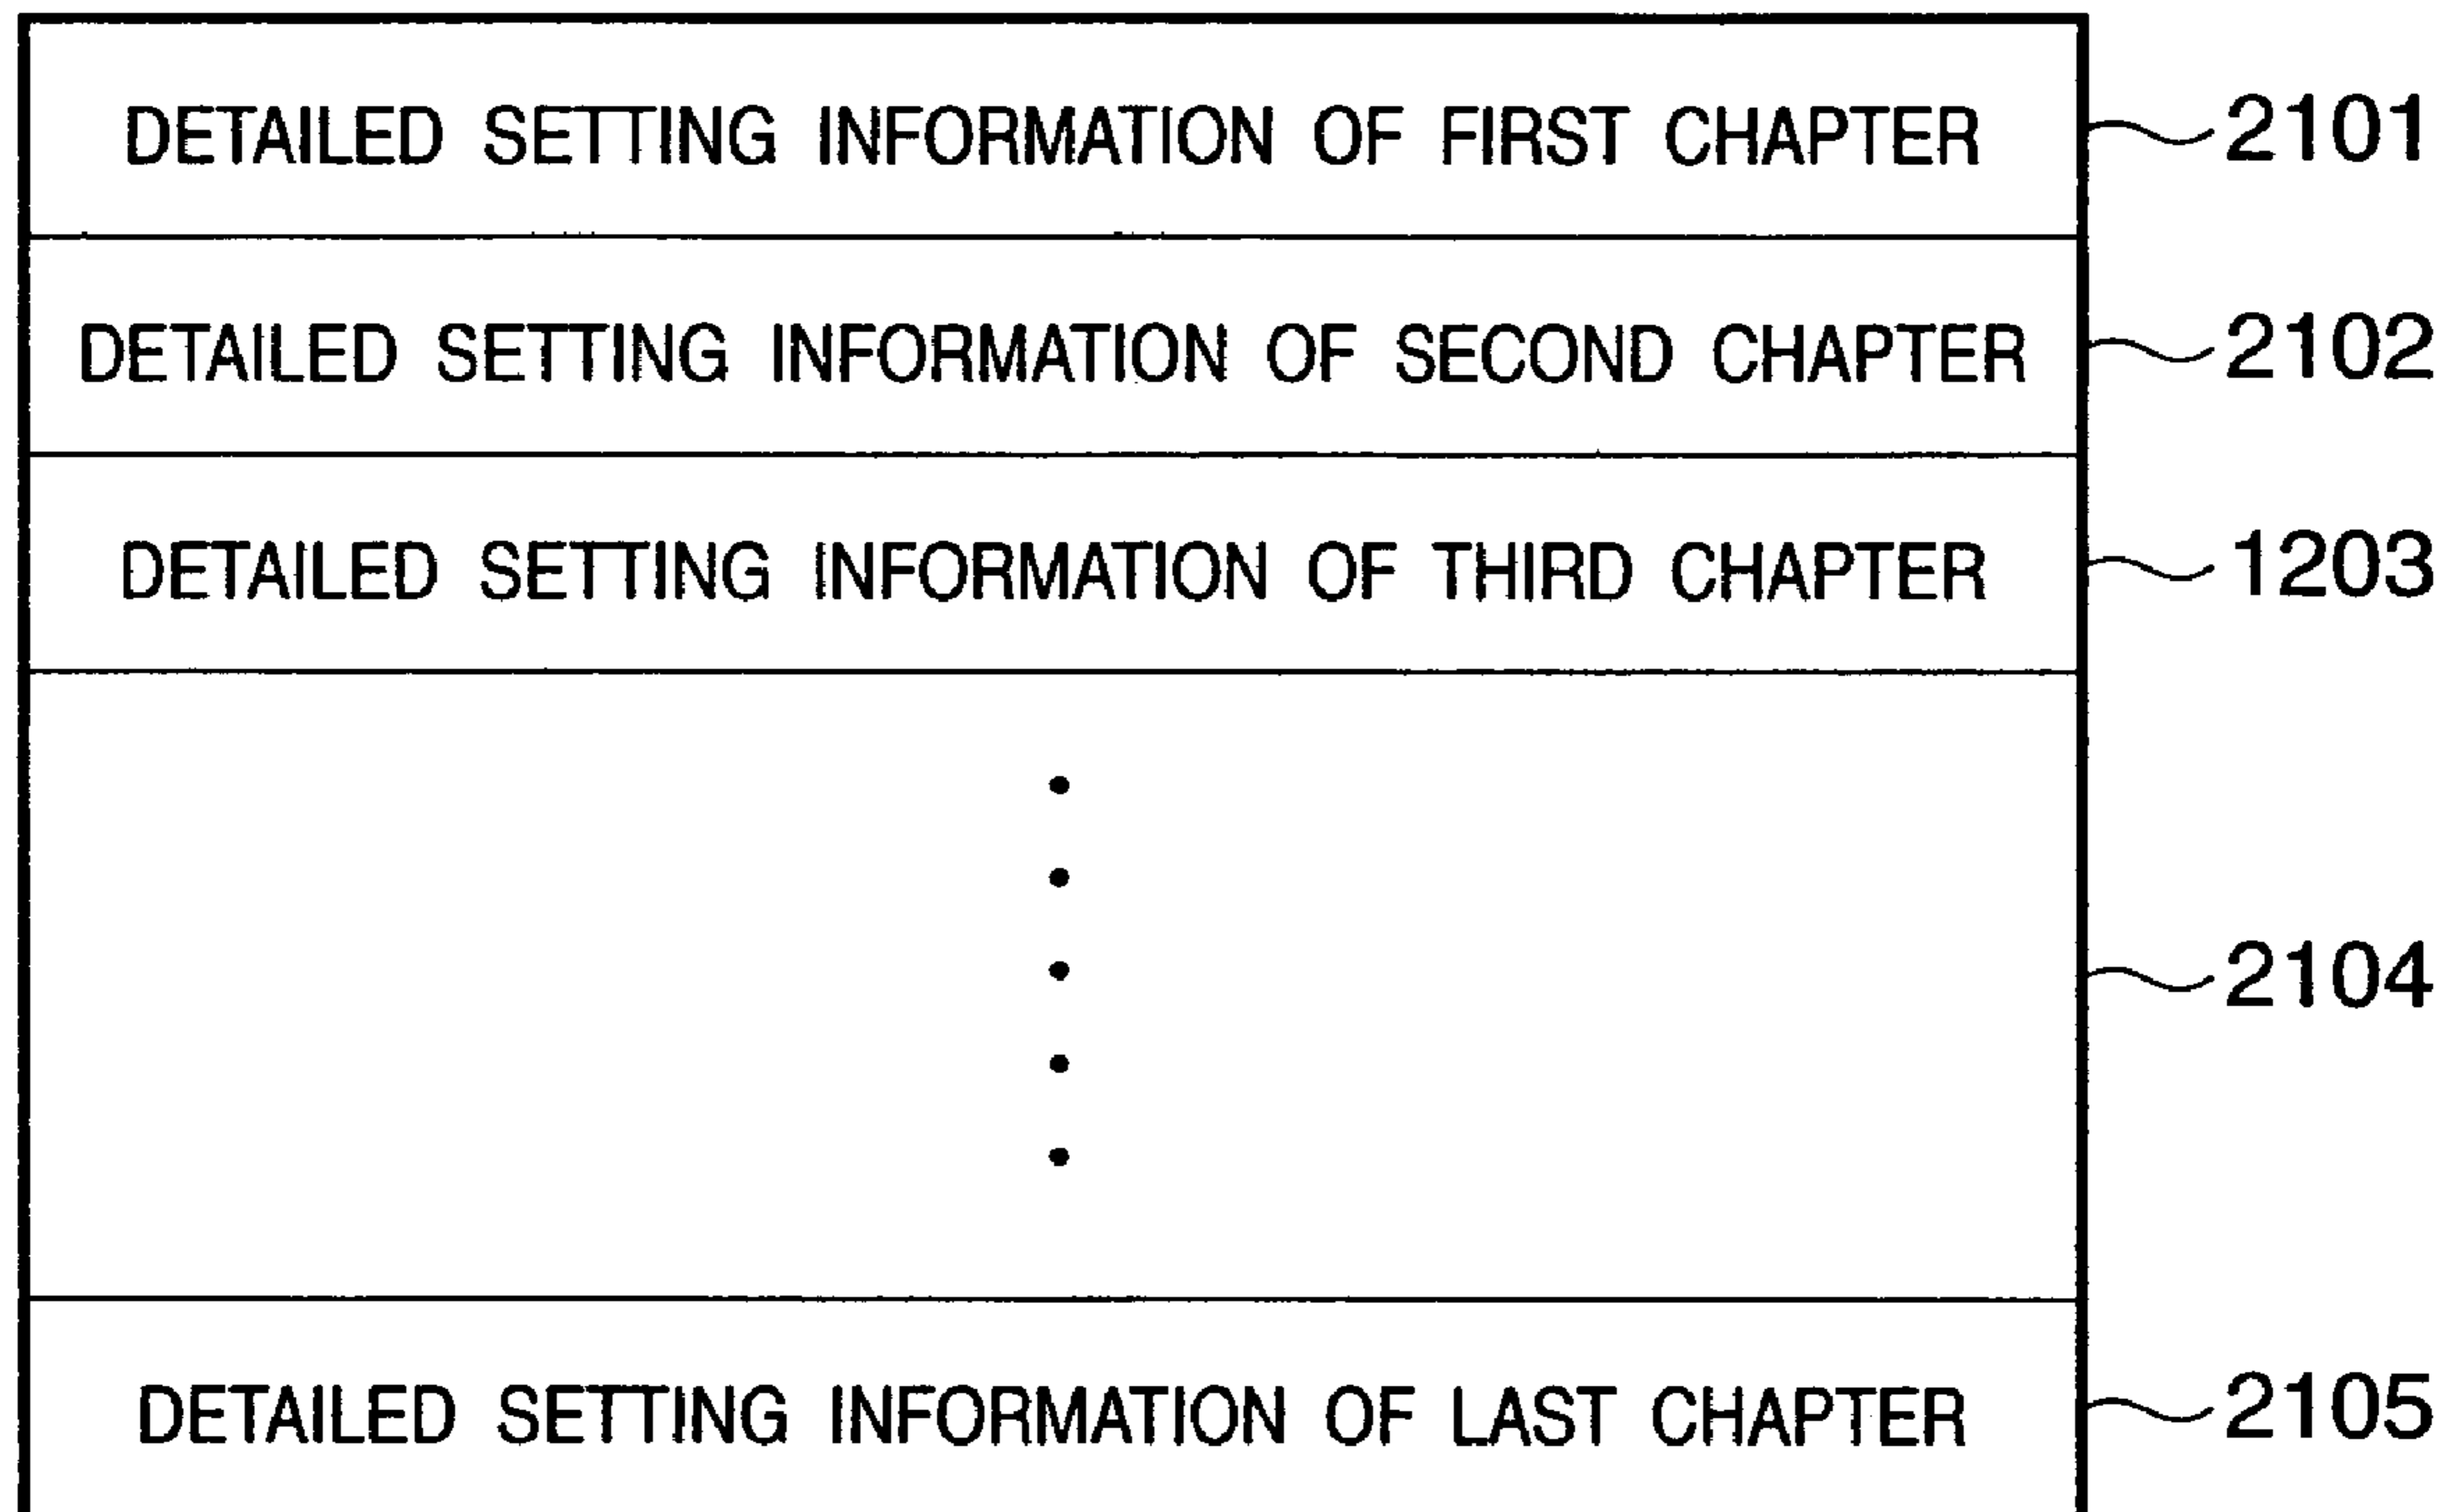 DETAILED SETTING INFORMATION OF FIRST CHAPTER 2101
DETAILED SETTING INFORMATION OF SECOND CHAPTER 2102
DETAILED SETTING INFORMATION OF THIRD CHAPTER 1203
2104
DETAILED SETTING INFORMATION OF LAST CHAPTER 2105